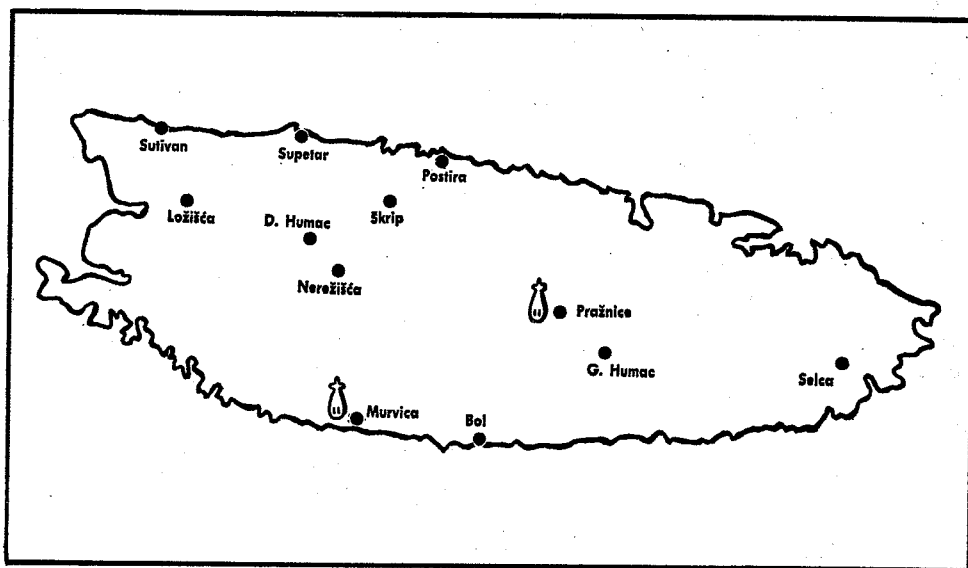 Sutivan
Supetar
Postira
Ložišća
D. Humac
Škrip
Nerežišća
Pražnice
G. Humac
Selca
Murvica
Bol